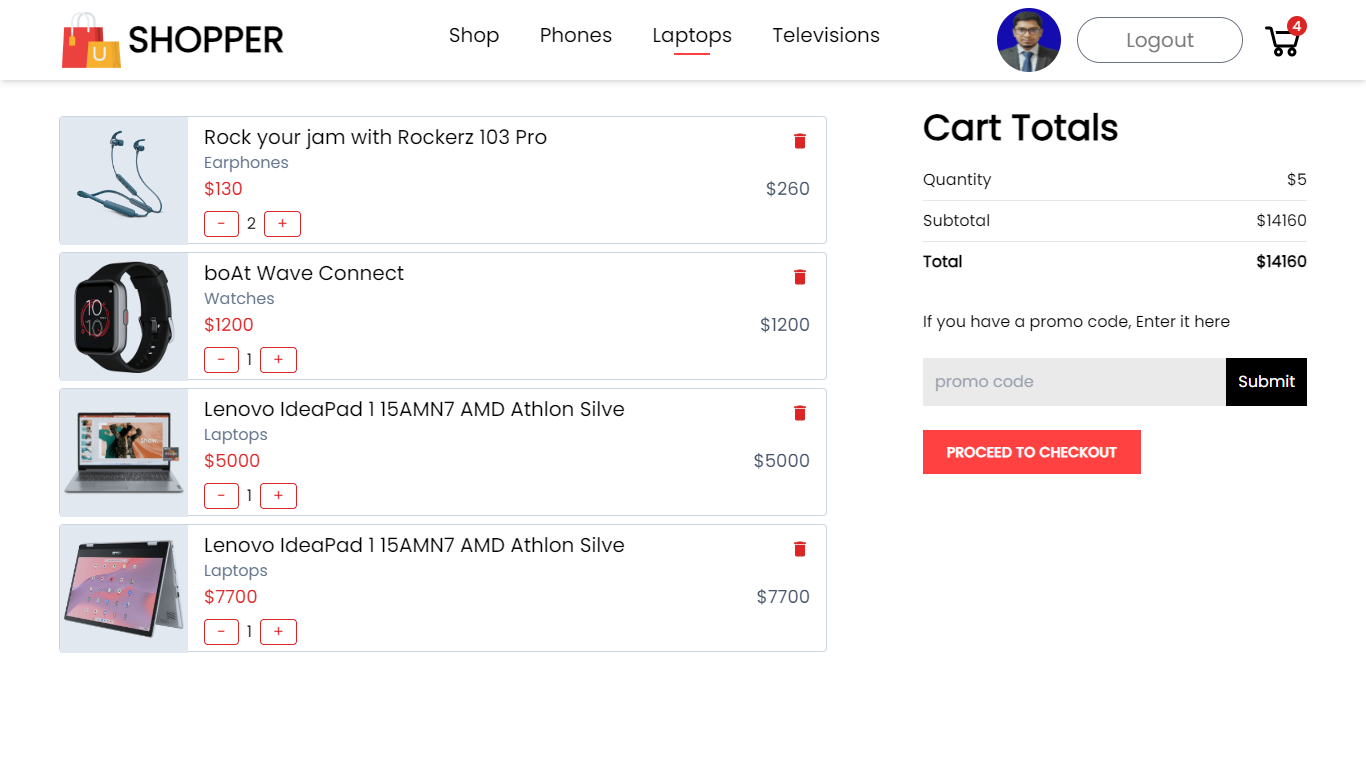 U SHOPPER
Shop Phones Laptops Televisions
Logout
4
Rock your jam with Rockerz 103 Pro
Earphones
$130 $260
- 2 +
boAt Wave Connect
Watches
$1200 $1200
- 1 +
10
10
Lenovo IdeaPad 1 15AMN7 AMD Athlon Silve
Laptops
$5000 $5000
- 1 +
Lenovo IdeaPad 1 15AMN7 AMD Athlon Silve
Laptops
$7700 $7700
- 1 +
Cart Totals
Quantity $5
Subtotal $14160
Total $14160
If you have a promo code, Enter it here
promo code Submit
PROCEED TO CHECKOUT